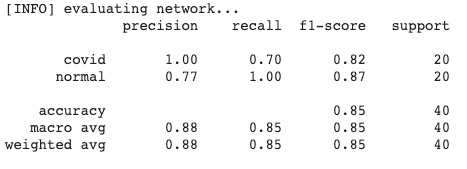 [INFO] evaluating network...
precision recall f1-score support
covid 1.00 0.70 0.82 20
normal 0.77 1.00 0.87 20
accuracy 0.85 40
macro avg 0.88 0.85 0.85 40
weighted avg 0.88 0.85 0.85 40